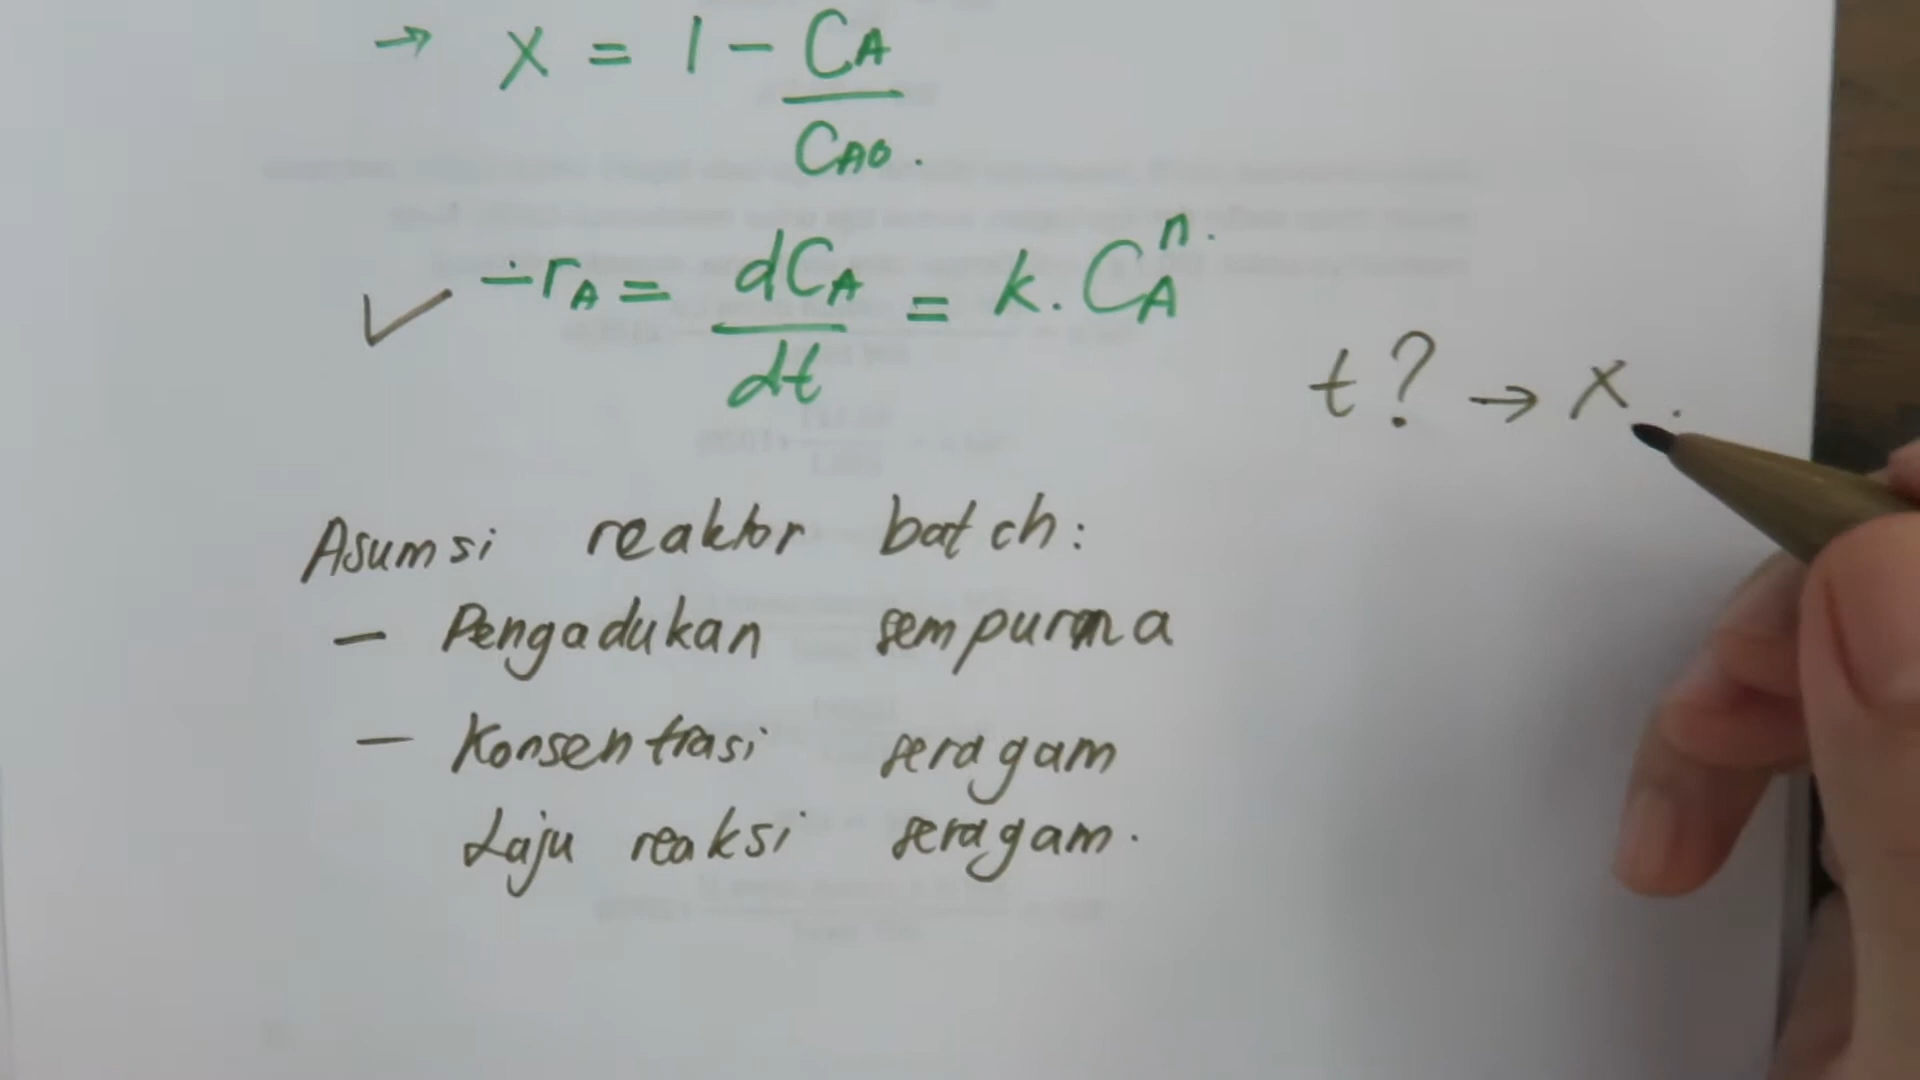 → X = 1 - CA / CA0.
-rA = dCA / dt = k. CA^n.
t? → X.
Asumsi reaktor batch:
- Pengadukan sempurna
- Konsentrasi seragam
Laju reaksi seragam.